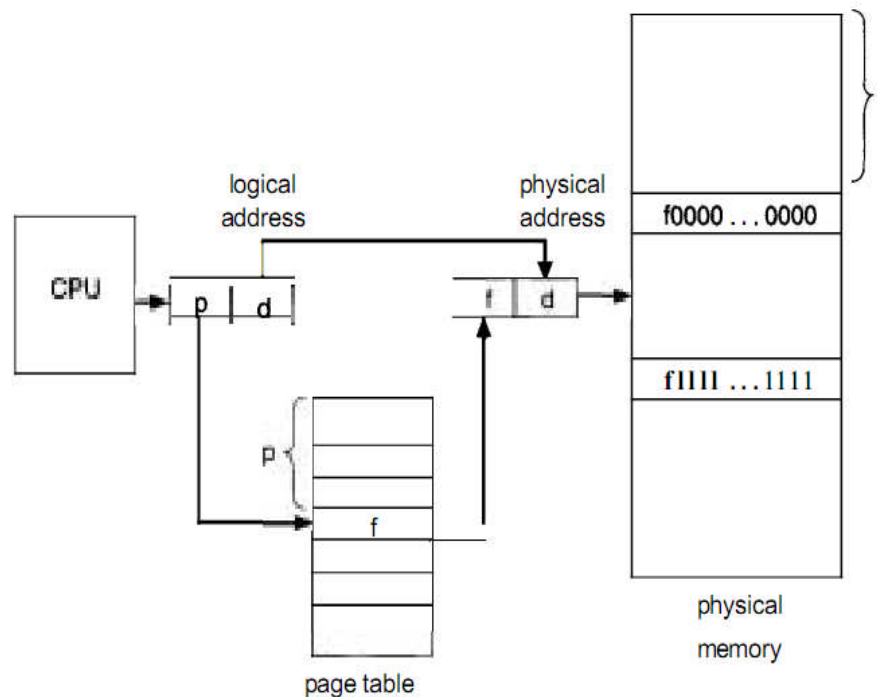 logical
address
physical
address
f0000 ... 0000
CPU
p
d
f
d
f1111 ... 1111
p
f
physical
memory
page table